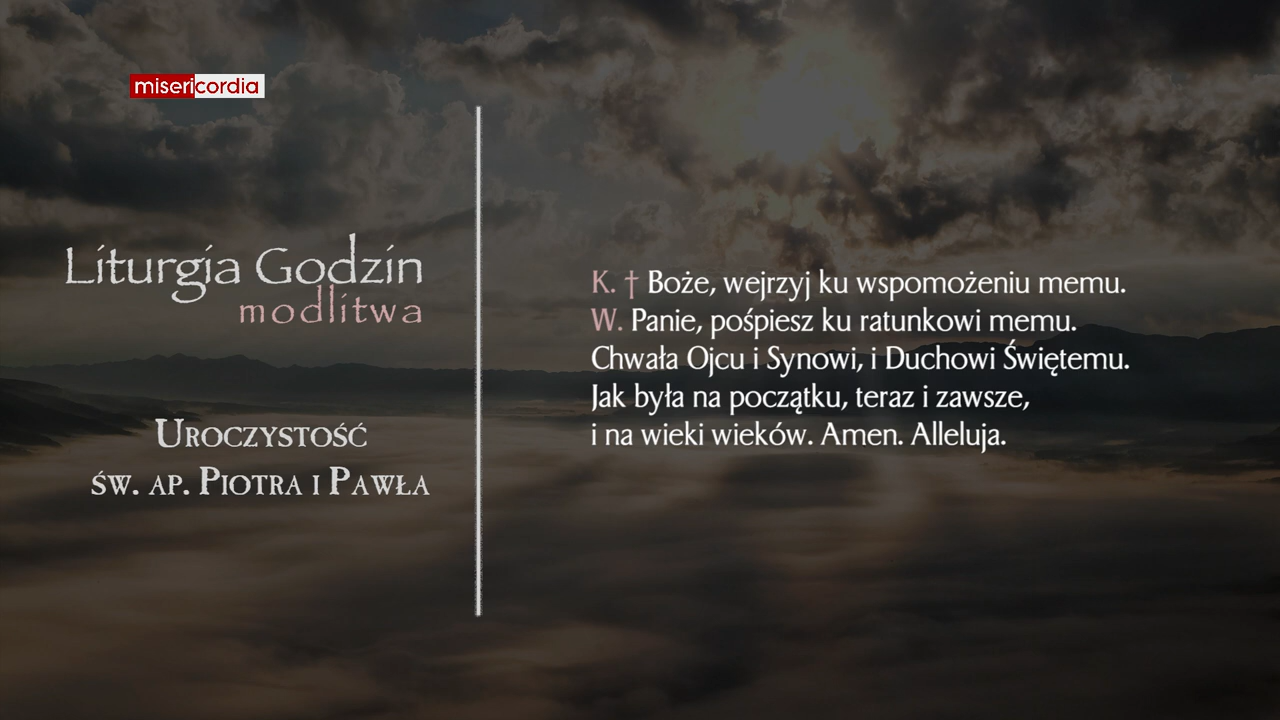 misericordia
Liturgia Godzin
modlitwa
Uroczystość
św. ap. Piotra i Pawła
K. † Boże, wejrzyj ku wspomożeniu memu.
W. Panie, pośpiesz ku ratunkowi memu.
Chwała Ojcu i Synowi, i Duchowi Świętemu.
Jak była na początku, teraz i zawsze,
i na wieki wieków. Amen. Alleluja.